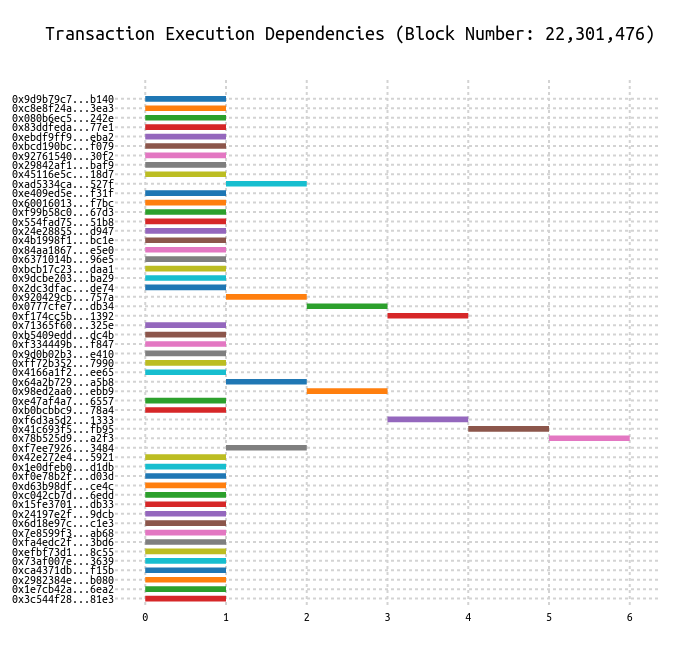 Transaction Execution Dependencies (Block Number: 22,301,476)
0x9d9b79c7...b140
0xc8e8f24a...3ea3
0x080b6ec5...242e
0x83ddfeda...77e1
0xebdf9ff9...eba2
0xbcd190bc...f079
0x92761540...30f2
0x29842af1...baf9
0x45116e5c...18d7
0xad5334ca...527f
0xe409ed5e...f31f
0x60016013...f7bc
0xf99b58c0...67d3
0x554fad75...51b8
0x24e28855...d947
0x4b1998f1...bc1e
0x84aa1867...e5e0
0x6371014b...96e5
0xbcb17c23...daa1
0x9dcbe203...ba29
0x2dc3dfac...de74
0x920429cb...757a
0x0777cfe7...db34
0xf174cc5b...1392
0x71365f60...325e
0xb5409edd...dc4b
0xf334449b...f847
0x9d0b02b3...e410
0xff72b352...7990
0x4166a1f2...ee65
0x64a2b729...a5b8
0x98ed2aa0...ebb9
0xe47af4a7...6557
0xb0bcbbc9...78a4
0xf6d3a5d2...1333
0x41c693f5...fb95
0x78b525d9...a2f3
0xf7ee7926...3484
0x42e272e4...5921
0x1e0dfeb0...d1db
0xf0e78b2f...d03d
0xd63b98df...ce4c
0xc042cb7d...6edd
0x15fe3701...db33
0x24197e2f...9dcb
0x6d18e97c...c1e3
0x7e8599f3...ab68
0xfa4edc2f...3bd6
0xefbf73d1...8c55
0x73af007e...3639
0xca4371db...f15b
0x2982384e...b080
0x1e7cb42a...6ea2
0x3c544f28...81e3
0 1 2 3 4 5 6